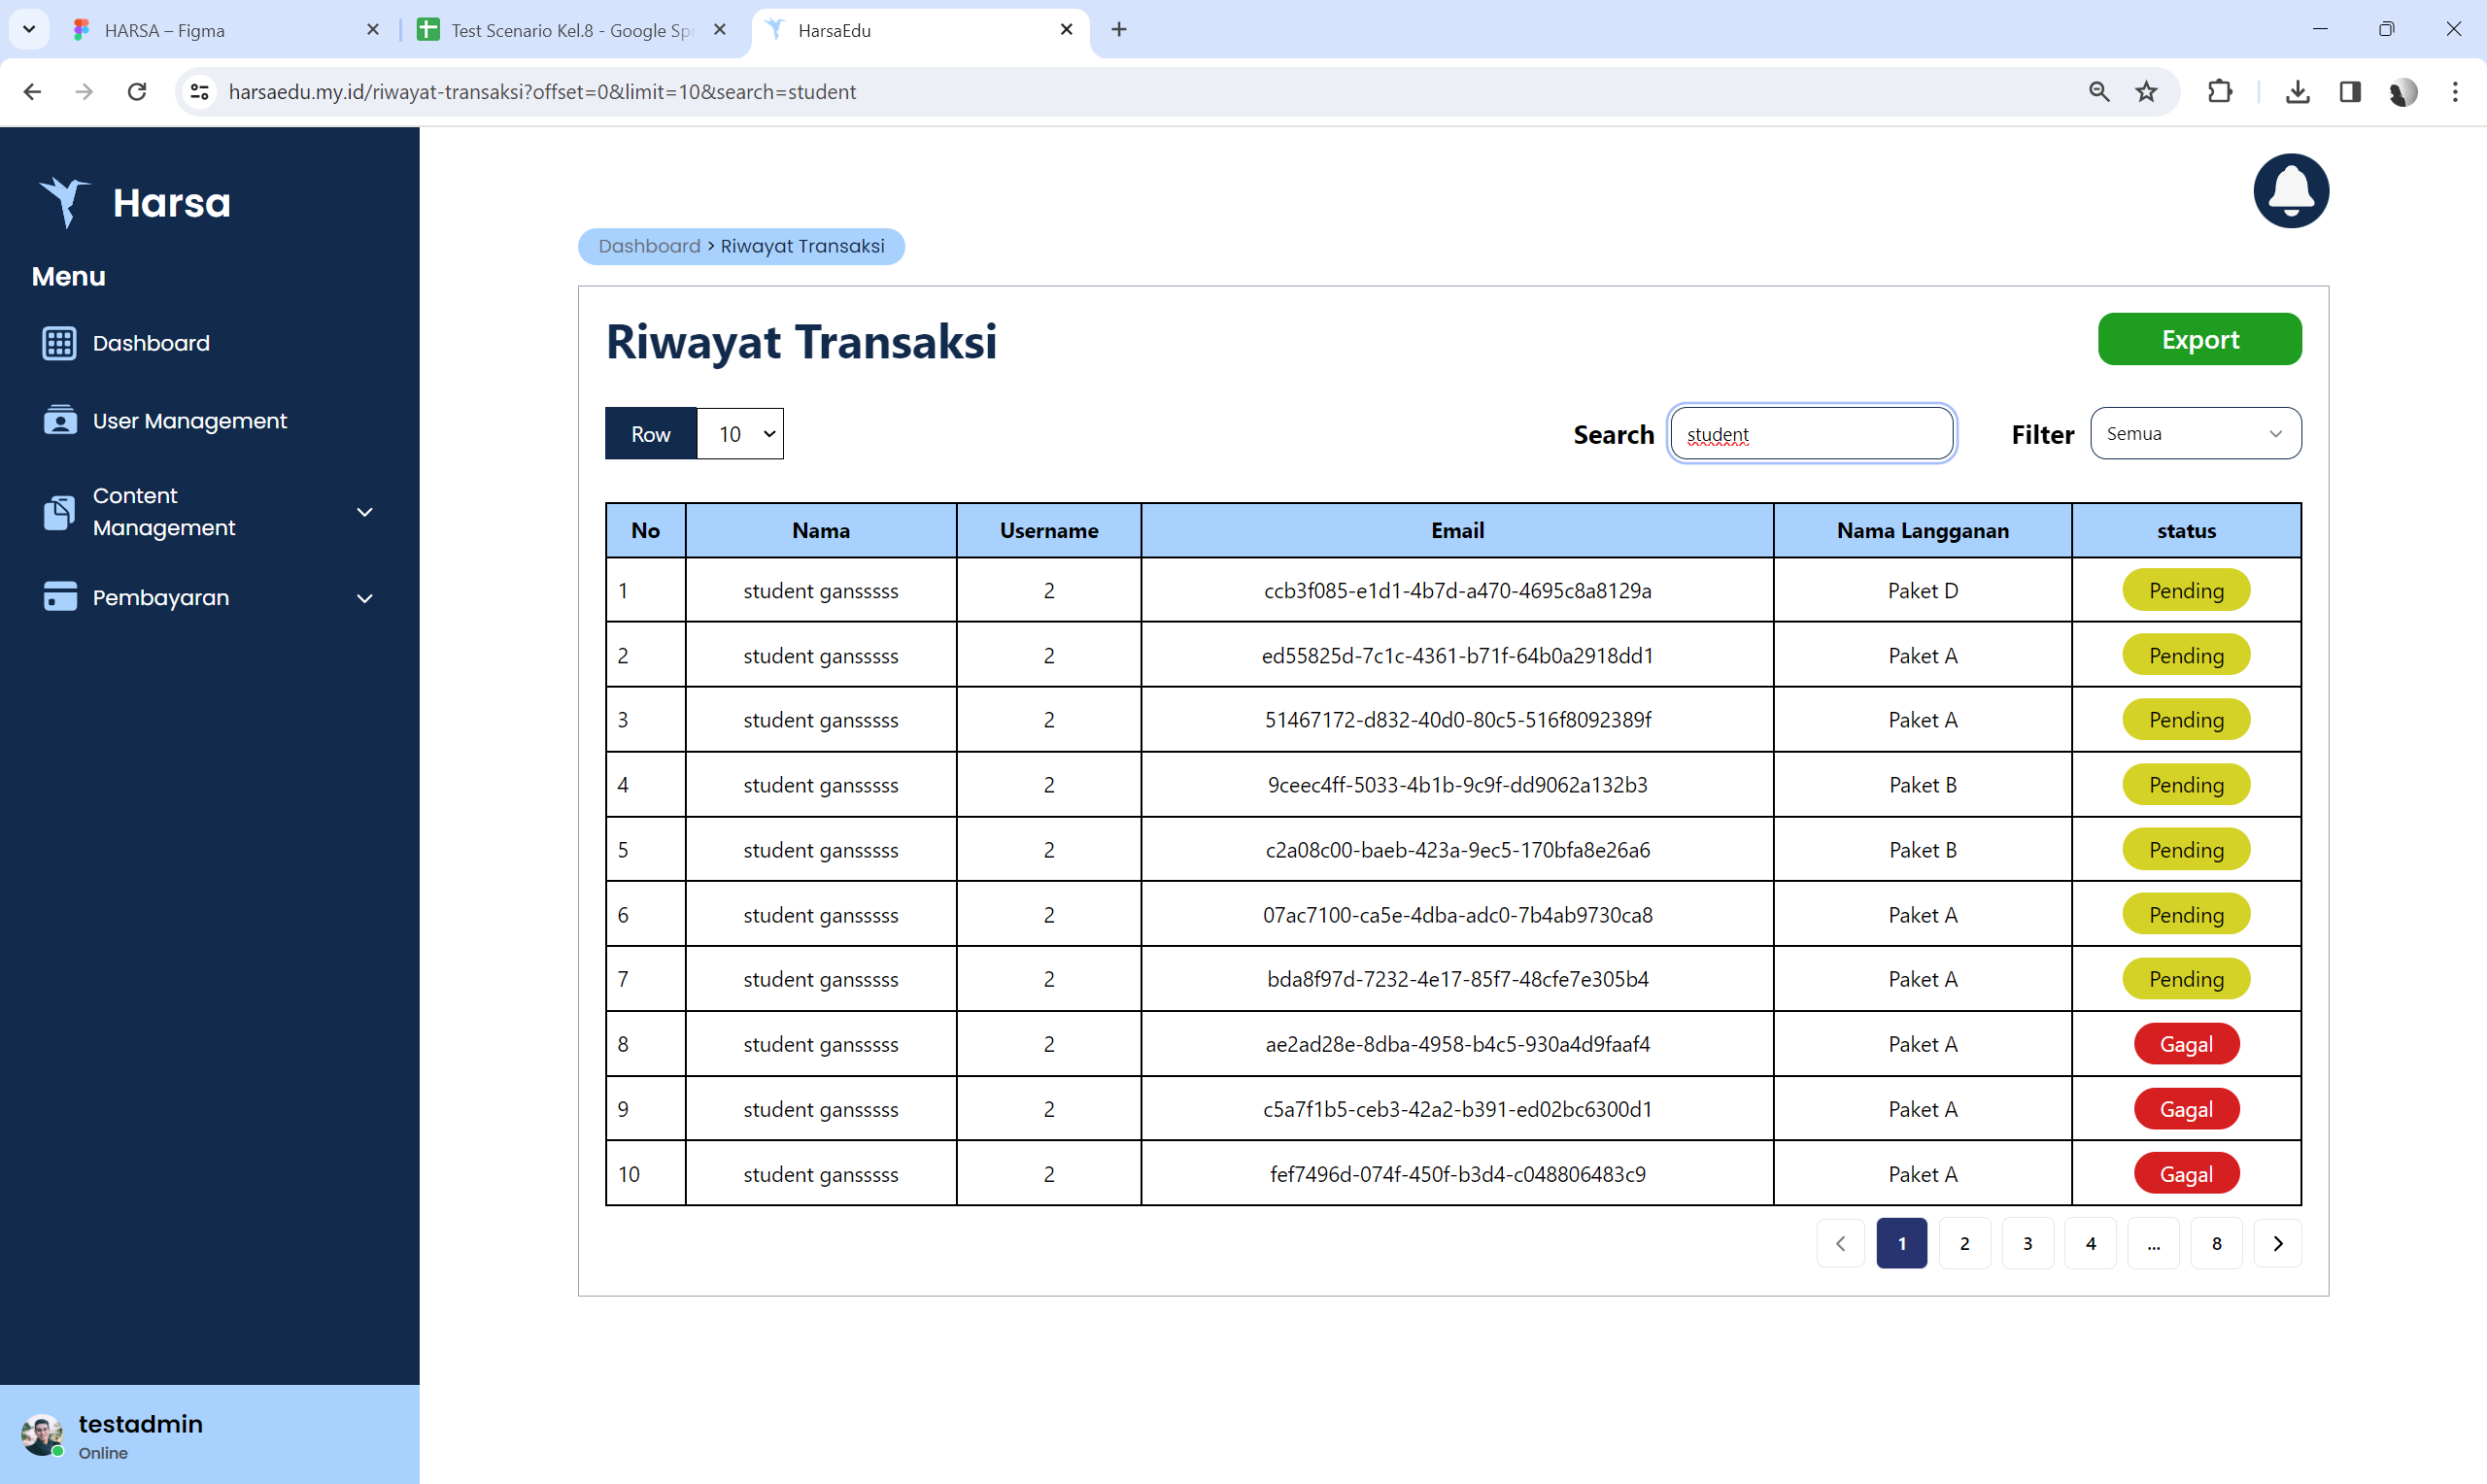 HARSA – Figma
Test Scenario Kel.8 - Google Spr
HarsaEdu
harsaedu.my.id/riwayat-transaksi?offset=0&limit=10&search=student
Harsa
Menu
Dashboard
User Management
Content
Management
Pembayaran
testadmin
Online
Dashboard > Riwayat Transaksi
Riwayat Transaksi
Export
Row 10
Search student
Filter Semua
No Nama Username Email Nama Langganan status
1 student gansssss 2 ccb3f085-e1d1-4b7d-a470-4695c8a8129a Paket D Pending
2 student gansssss 2 ed55825d-7c1c-4361-b71f-64b0a2918dd1 Paket A Pending
3 student gansssss 2 51467172-d832-40d0-80c5-516f8092389f Paket A Pending
4 student gansssss 2 9ceec4ff-5033-4b1b-9c9f-dd9062a132b3 Paket B Pending
5 student gansssss 2 c2a08c00-baeb-423a-9ec5-170bfa8e26a6 Paket B Pending
6 student gansssss 2 07ac7100-ca5e-4dba-adc0-7b4ab9730ca8 Paket A Pending
7 student gansssss 2 bda8f97d-7232-4e17-85f7-48cfe7e305b4 Paket A Pending
8 student gansssss 2 ae2ad28e-8dba-4958-b4c5-930a4d9faaf4 Paket A Gagal
9 student gansssss 2 c5a7f1b5-ceb3-42a2-b391-ed02bc6300d1 Paket A Gagal
10 student gansssss 2 fef7496d-074f-450f-b3d4-c048806483c9 Paket A Gagal
1 2 3 4 ... 8